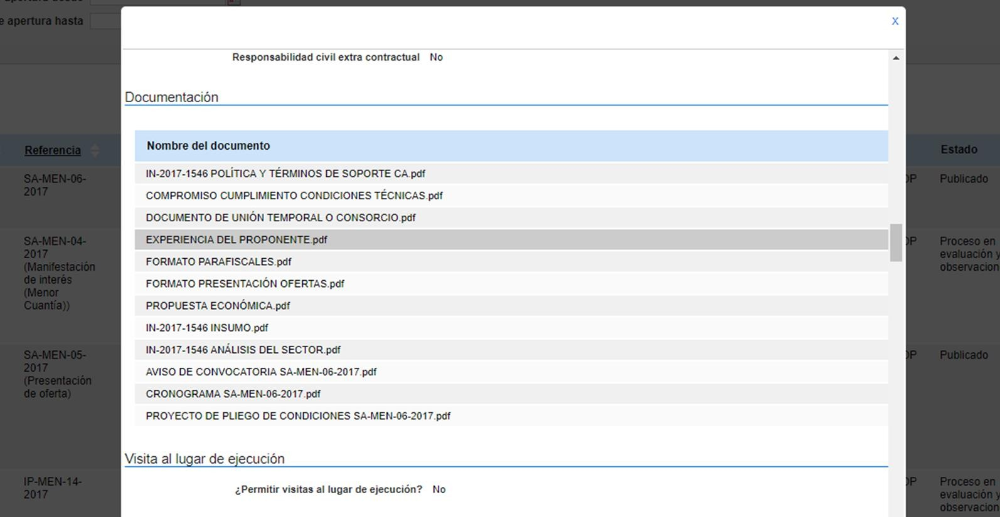 apertura desde
e apertura hasta
X
Responsabilidad civil extra contractual No
Documentación
Nombre del documento
IN-2017-1546 POLÍTICA Y TÉRMINOS DE SOPORTE CA.pdf
COMPROMISO CUMPLIMIENTO CONDICIONES TÉCNICAS.pdf
DOCUMENTO DE UNIÓN TEMPORAL O CONSORCIO.pdf
EXPERIENCIA DEL PROPONENTE.pdf
FORMATO PARAFISCALES.pdf
FORMATO PRESENTACIÓN OFERTAS.pdf
PROPUESTA ECONÓMICA.pdf
IN-2017-1546 INSUMO.pdf
IN-2017-1546 ANÁLISIS DEL SECTOR.pdf
AVISO DE CONVOCATORIA SA-MEN-06-2017.pdf
CRONOGRAMA SA-MEN-06-2017.pdf
PROYECTO DE PLIEGO DE CONDICIONES SA-MEN-06-2017.pdf
Visita al lugar de ejecución
¿Permitir visitas al lugar de ejecución? No
Referencia
SA-MEN-06-
2017
SA-MEN-04-
2017
(Manifestación
de interés
(Menor
Cuantía))
SA-MEN-05-
2017
(Presentación
de oferta)
IP-MEN-14-
2017
Estado
OP Publicado
OP Proceso en
evaluación y
observacion
OP Publicado
OP Proceso en
evaluación y
observacion